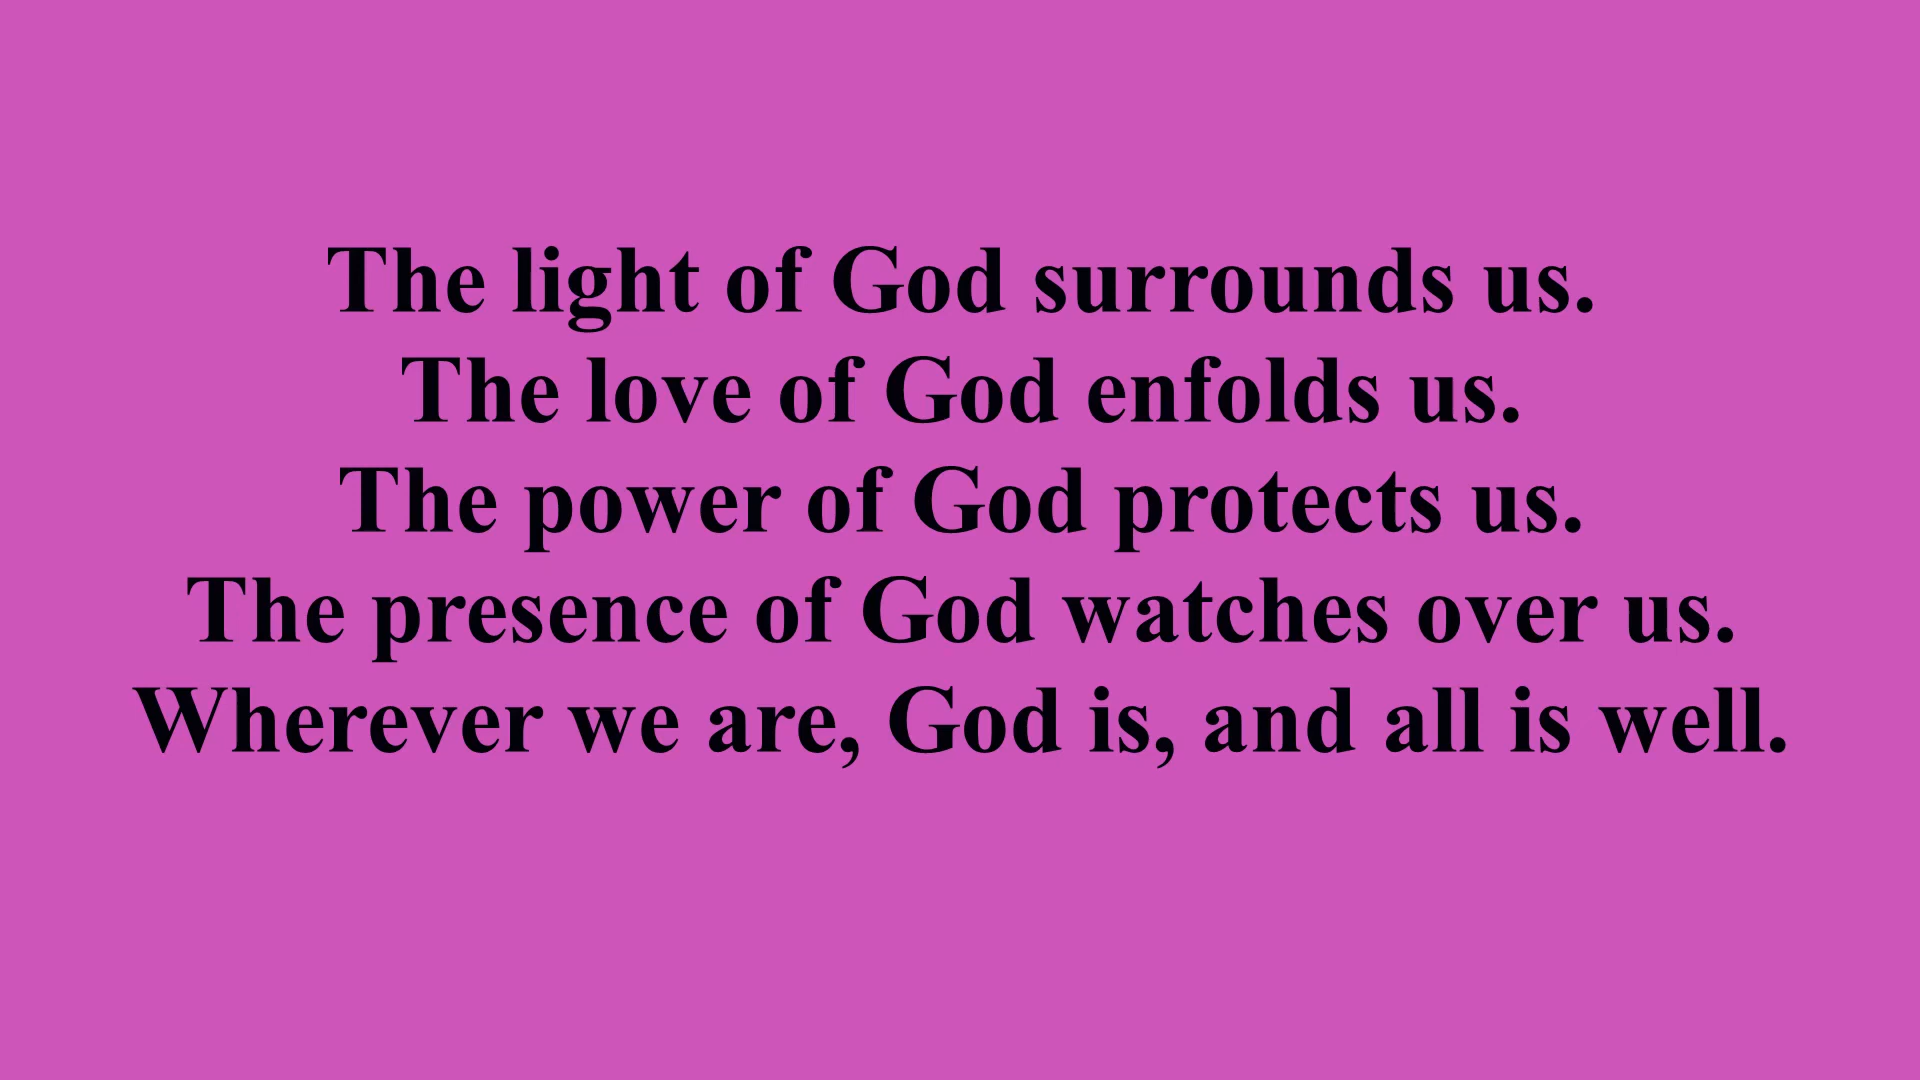 The light of God surrounds us.
The love of God enfolds us.
The power of God protects us.
The presence of God watches over us.
Wherever we are, God is, and all is well.